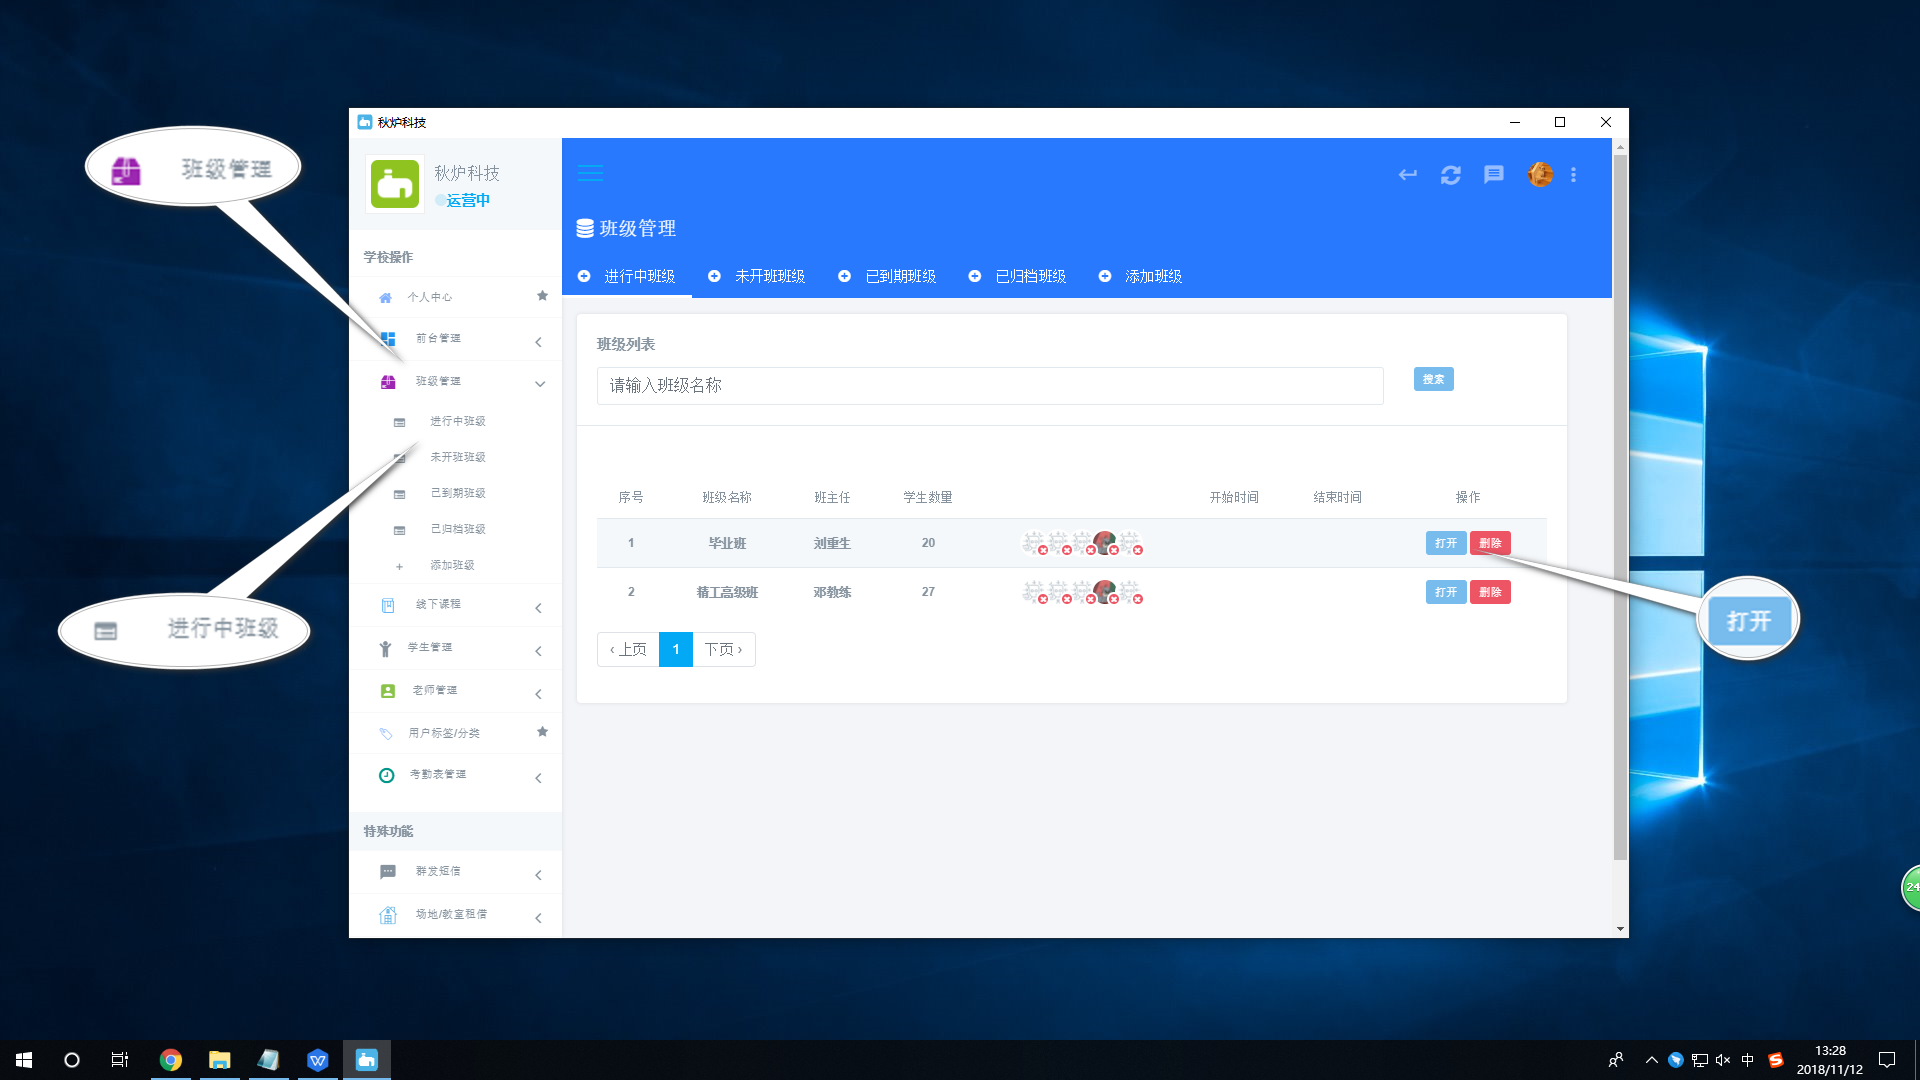 秋炉科技
班级管理
秋炉科技
运营中
学校操作
个人中心
前台管理
班级管理
进行中班级
未开班班级
已到期班级
已归档班级
添加班级
线下课程
学生管理
老师管理
用户标签/分类
考勤表管理
特殊功能
群发短信
场地/教室租借
进行中班级
班级管理
进行中班级 未开班班级 已到期班级 已归档班级 添加班级
班级列表
请输入班级名称 搜索
序号 班级名称 班主任 学生数量 开始时间 结束时间 操作
1 毕业班 刘重生 20 打开 删除
2 精工高级班 邓教练 27 打开 删除
‹ 上页 1 下页 ›
打开
24
中
13:28
2018/11/12